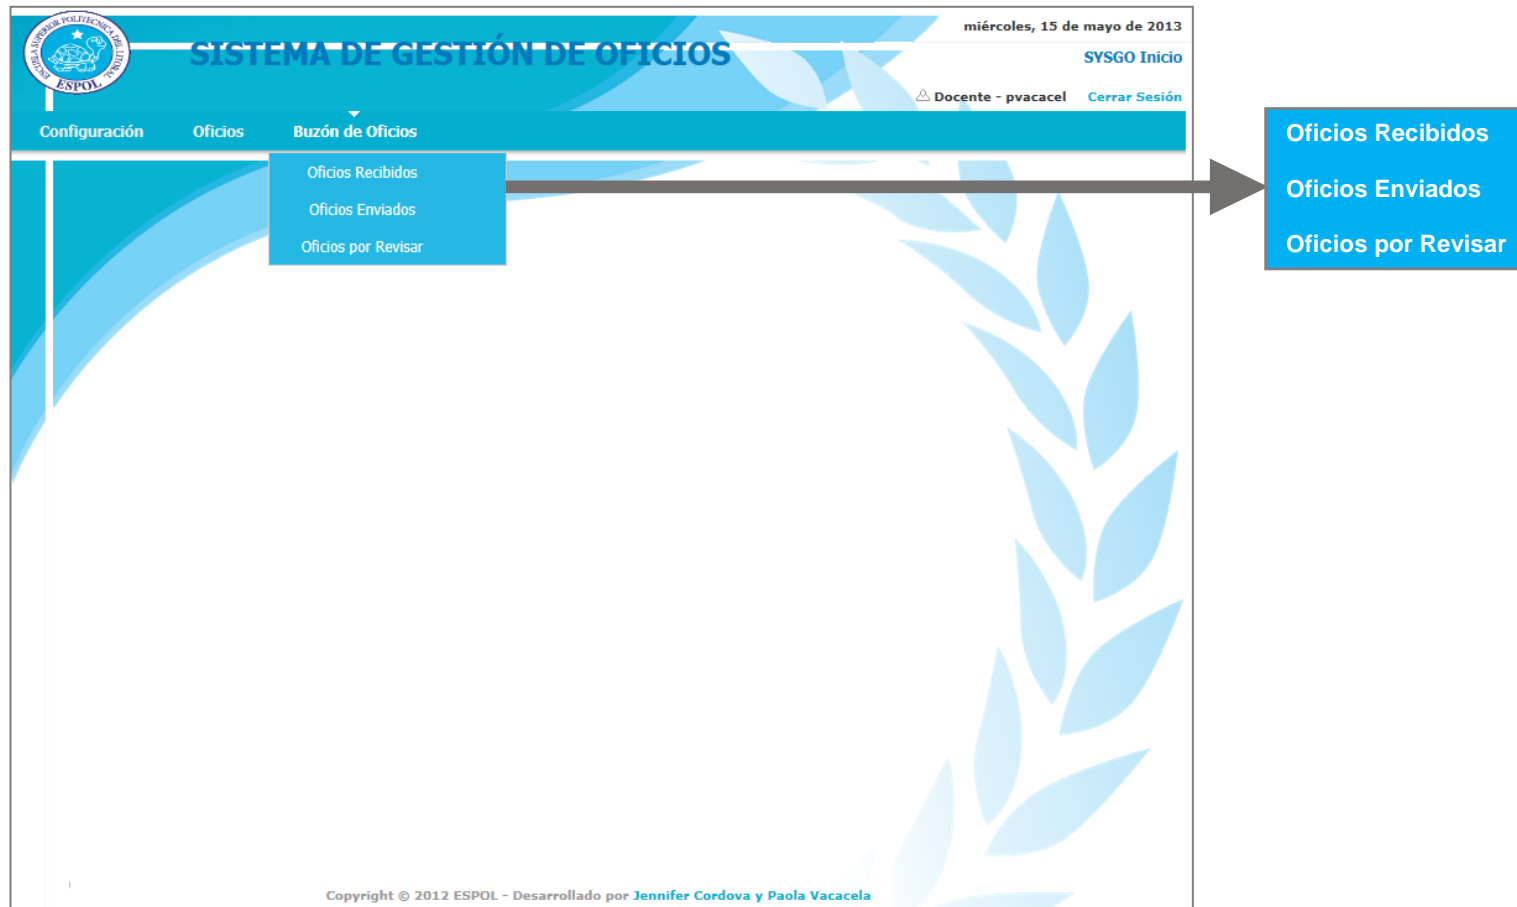 ESCUELA SUPERIOR POLITECNICA DEL LITORAL
ESPOL
SISTEMA DE GESTIÓN DE OFICIOS
miércoles, 15 de mayo de 2013
SYSGO Inicio
Docente - pvacacel Cerrar Sesión
Configuración Oficios Buzón de Oficios
Oficios Recibidos
Oficios Enviados
Oficios por Revisar
Oficios Recibidos
Oficios Enviados
Oficios por Revisar
Copyright © 2012 ESPOL - Desarrollado por Jennifer Cordova y Paola Vacacela